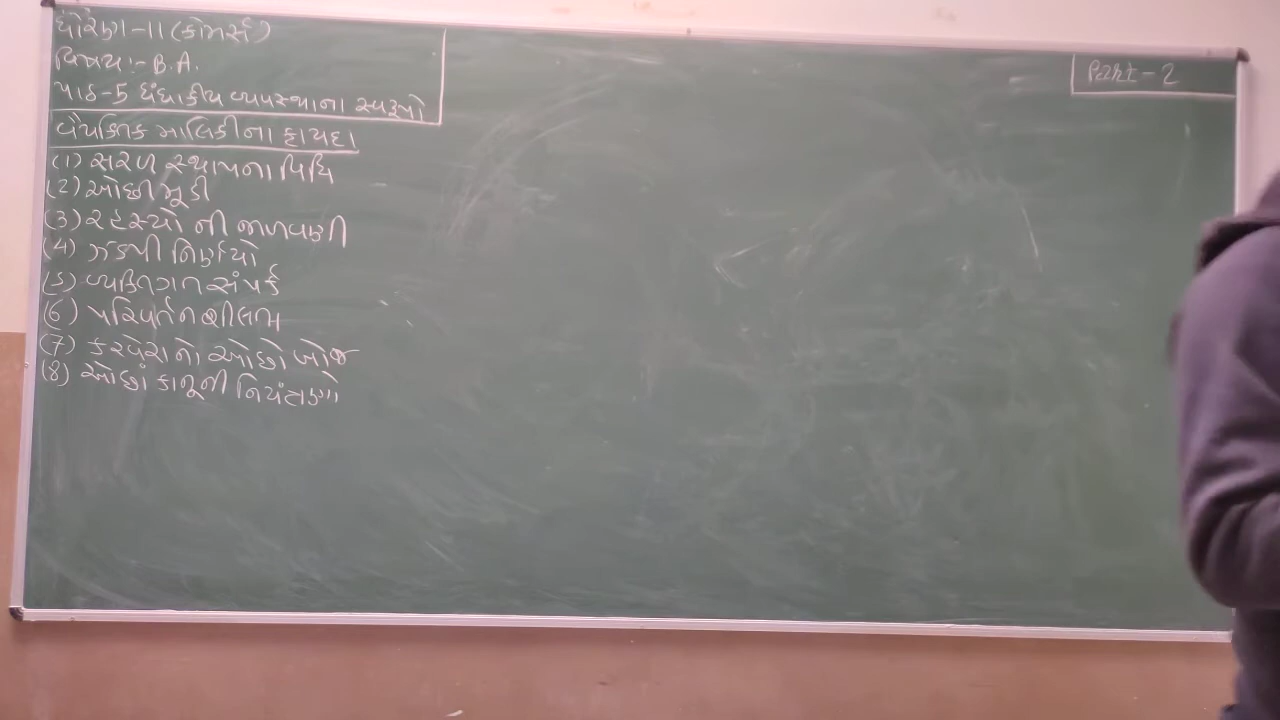 ધોરણ-11 (કોમર્સ)
વિષય:- B.A.
પાઠ-5 ધંધાકીય વ્યવસ્થાના સ્વરૂપો
Part-2
વૈયક્તિક માલિકીના ફાયદા
(1) સરળ સ્થાપના વિધિ
(2) ઓછી મૂડી
(3) રહસ્યો ની જાળવણી
(4) ઝડપી નિર્ણયો
(5) વ્યક્તિગત સંપર્ક
(6) પરિવર્તનશીલતા
(7) કરવેરાનો ઓછો બોજ
(8) ઓછાં કાનૂની નિયંત્રણો